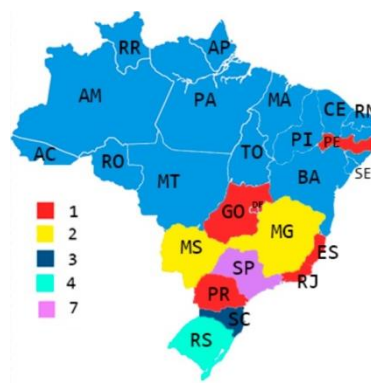 RR
AP
AM
PA
MA
CE
RN
PI
PE
AC
RO
TO
SE
MT
BA
GO
DF
MG
MS
ES
SP
RJ
PR
SC
RS
1
2
3
4
7